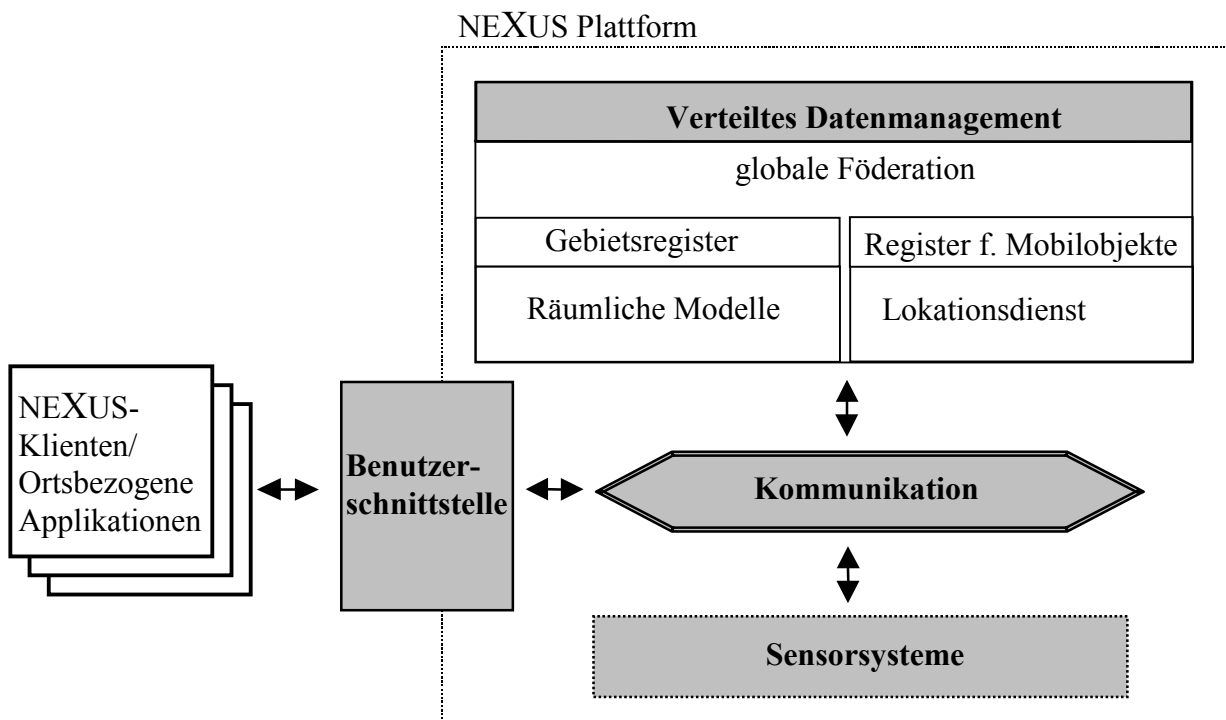 NEXUS Plattform
Verteiltes Datenmanagement
globale Föderation
Gebietsregister
Register f. Mobilobjekte
Räumliche Modelle
Lokationsdienst
NEXUS-
Klienten/
Ortsbezogene
Applikationen
Benutzer-
schnittstelle
Kommunikation
Sensorsysteme